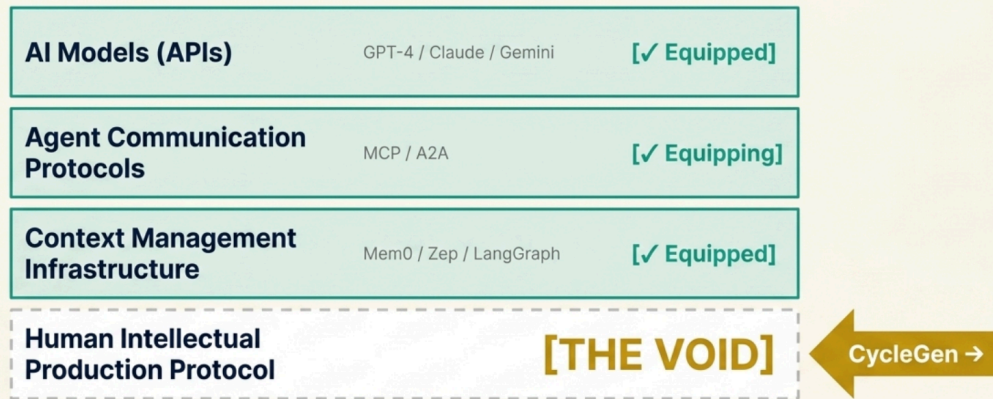 AI Models (APIs)
GPT-4 / Claude / Gemini
[✓ Equipped]
Agent Communication
Protocols
MCP / A2A
[✓ Equipping]
Context Management
Infrastructure
Mem0 / Zep / LangGraph
[✓ Equipped]
Human Intellectual
Production Protocol
[THE VOID]
CycleGen →